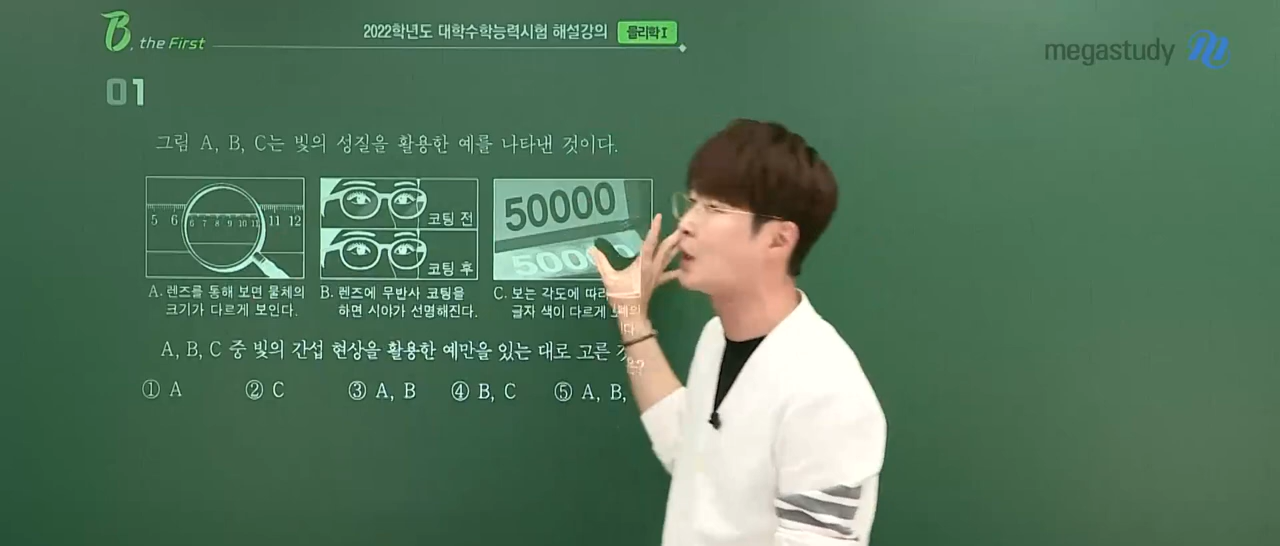 B, the First
2022학년도 대학수학능력시험 해설강의 물리학Ⅰ
megastudy
01
그림 A, B, C는 빛의 성질을 활용한 예를 나타낸 것이다.
5 6 6 7 8 9 10 11 11 12
코팅 전
코팅 후
50000
500
A. 렌즈를 통해 보면 물체의
크기가 다르게 보인다.
B. 렌즈에 무반사 코팅을
하면 시야가 선명해진다.
C. 보는 각도에 따라
글자 색이 다르게
A, B, C 중 빛의 간섭 현상을 활용한 예만을 있는 대로 고른 것은?
① A ② C ③ A, B ④ B, C ⑤ A, B,